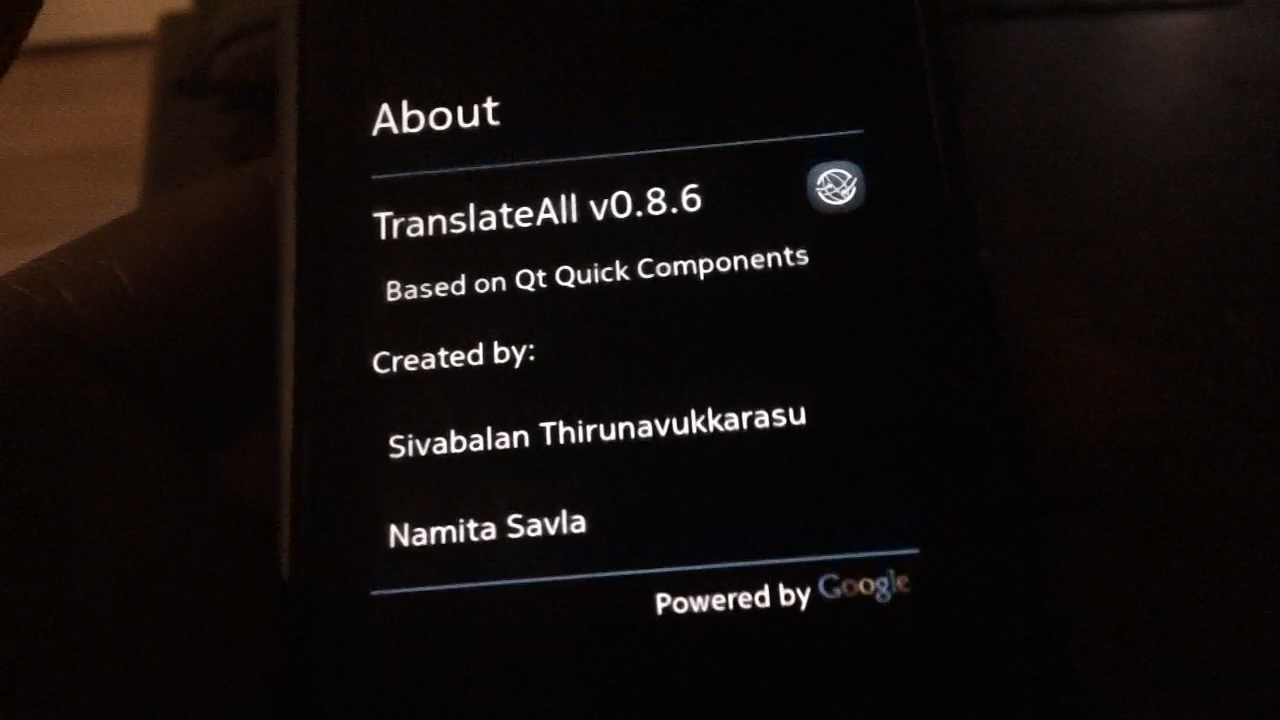 About
TranslateAll v0.8.6
Based on Qt Quick Components
Created by:
Sivabalan Thirunavukkarasu
Namita Savla
Powered by Google